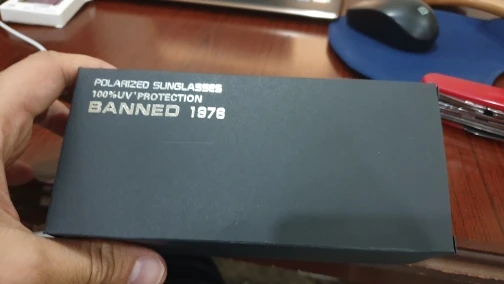 POLARIZED SUNGLASSES
100%UV*PROTECTION
BANNED 1976